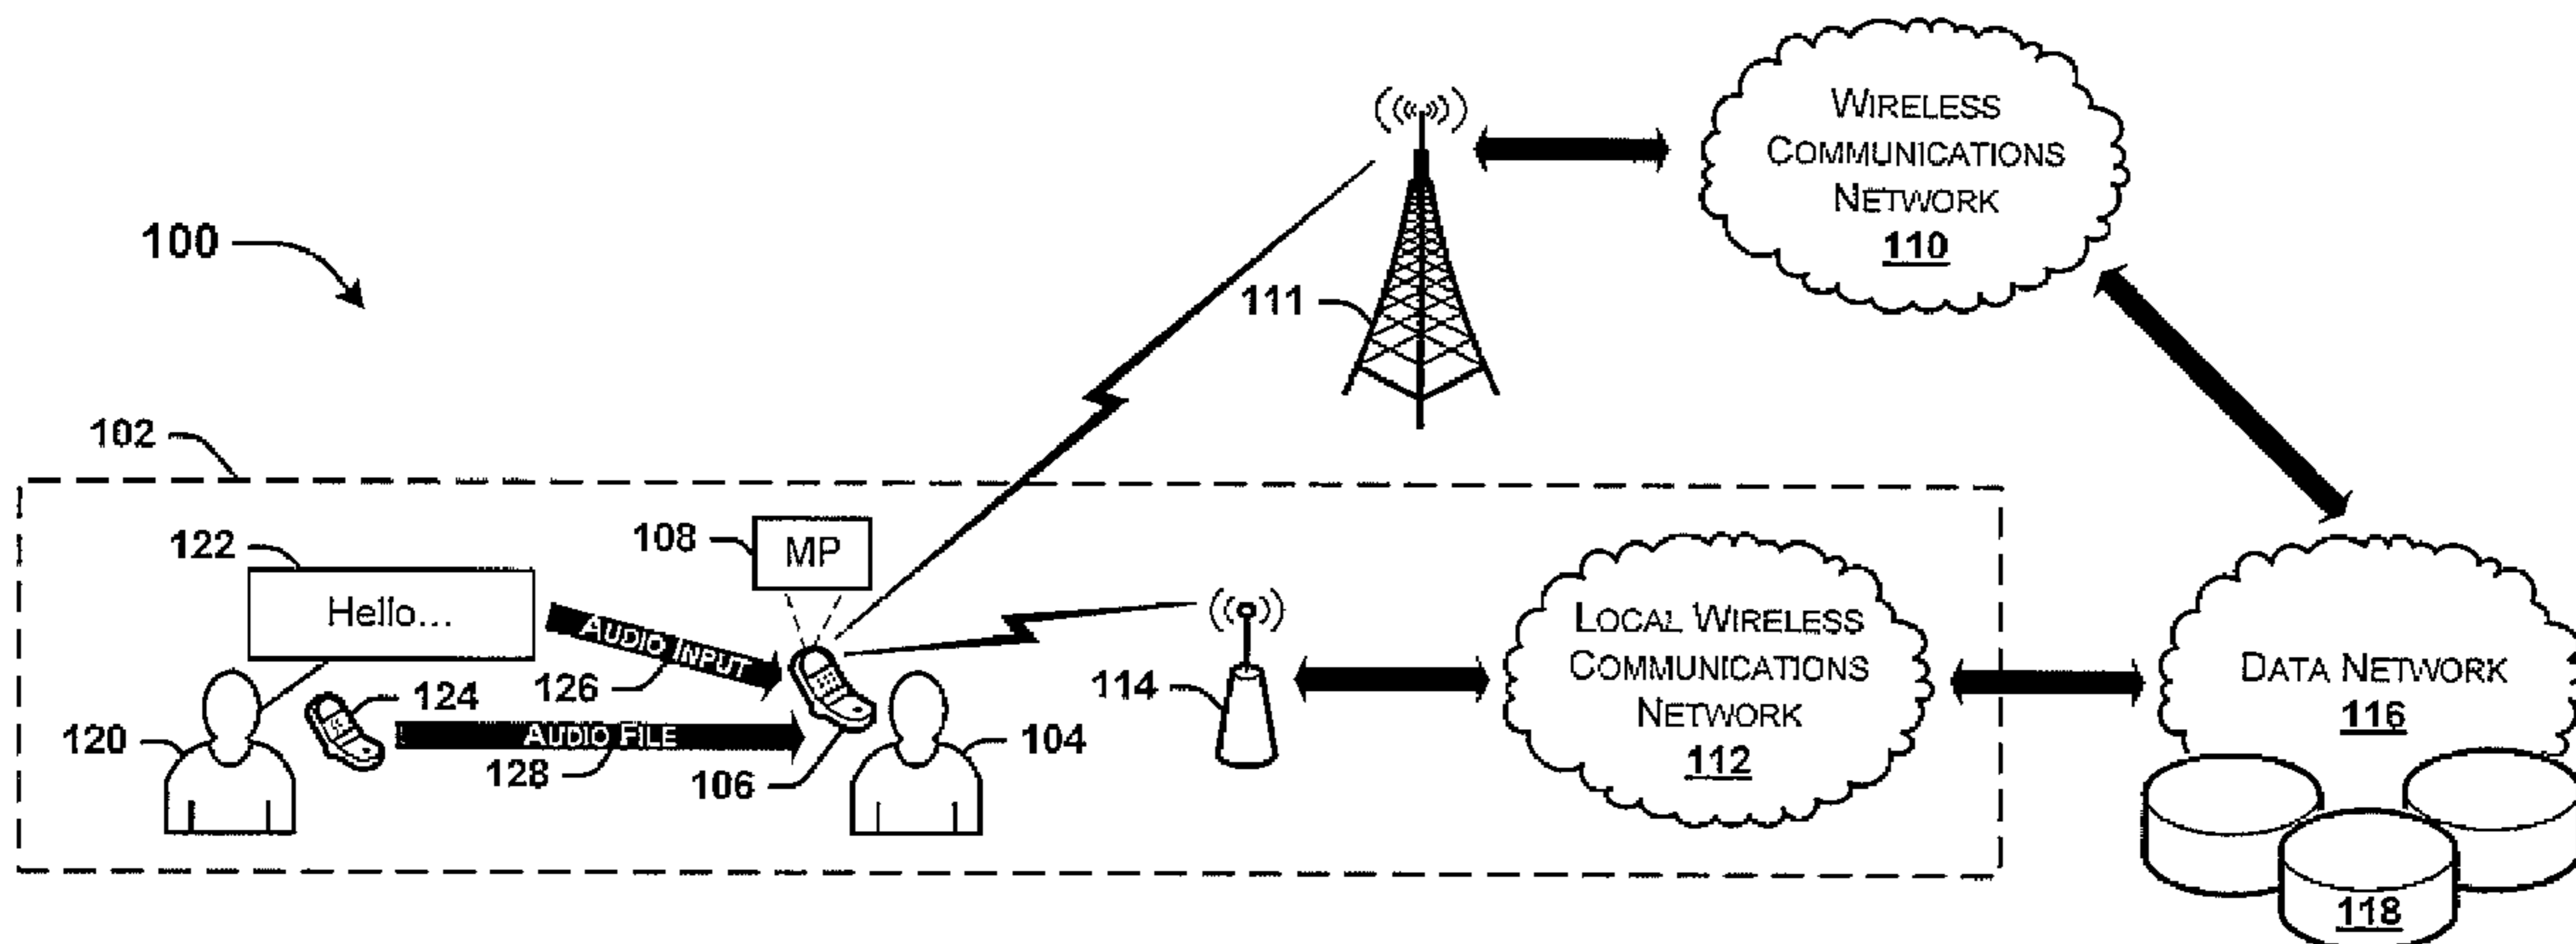 WIRELESS
COMMUNICATIONS
NETWORK
110
100
111
102
108
MP
122
Hello...
AUDIO INPUT
126
124
LOCAL WIRELESS
COMMUNICATIONS
NETWORK
112
114
DATA NETWORK
116
120
AUDIO FILE
128
106
104
118